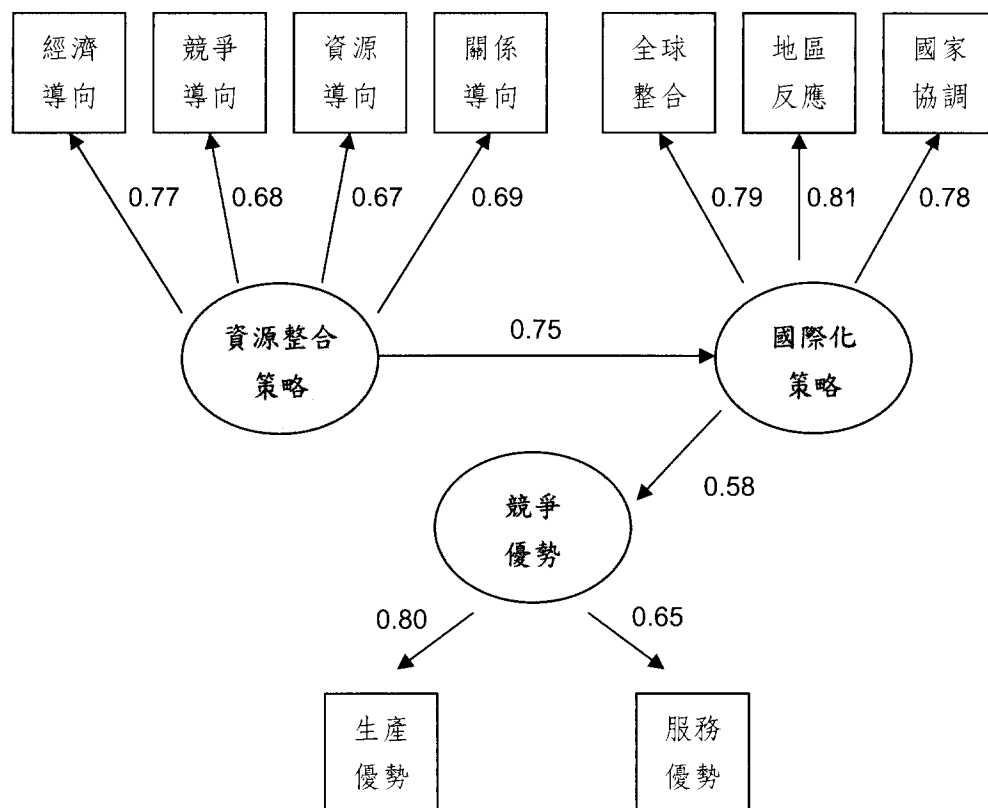 經濟
導向
競爭
導向
資源
導向
關係
導向
全球
整合
地區
反應
國家
協調
0.77
0.68
0.67
0.69
0.79
0.81
0.78
資源整合
策略
0.75
國際化
策略
0.58
競爭
優勢
0.80
0.65
生產
優勢
服務
優勢